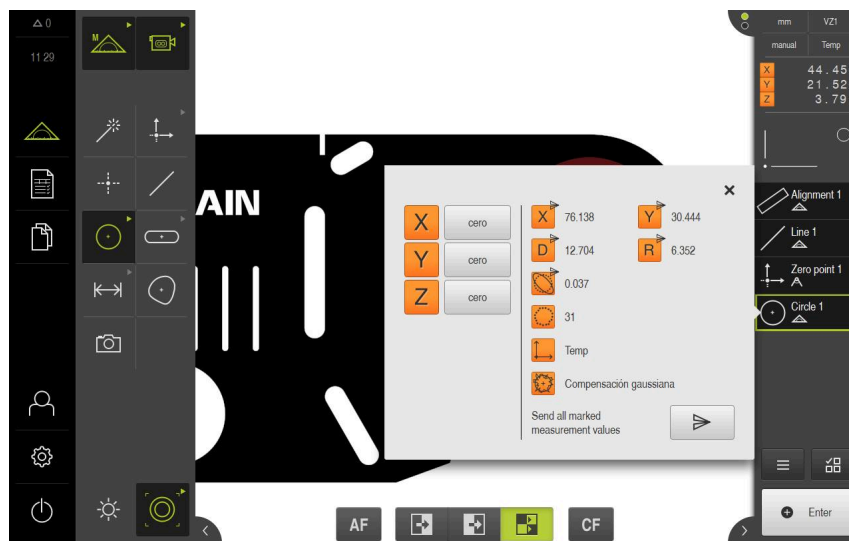 0
11 29
M
AIN
X cero
Y cero
Z cero
X 76.138 Y 30.444
D 12.704 R 6.352
0.037
31
Temp
Compensación gaussiana
Send all marked
measurement values
AF
CF
mm VZ1
manual Temp
X 44.45
Y 21.52
Z 3.79
Alignment 1
Line 1
Zero point 1
Circle 1
Enter